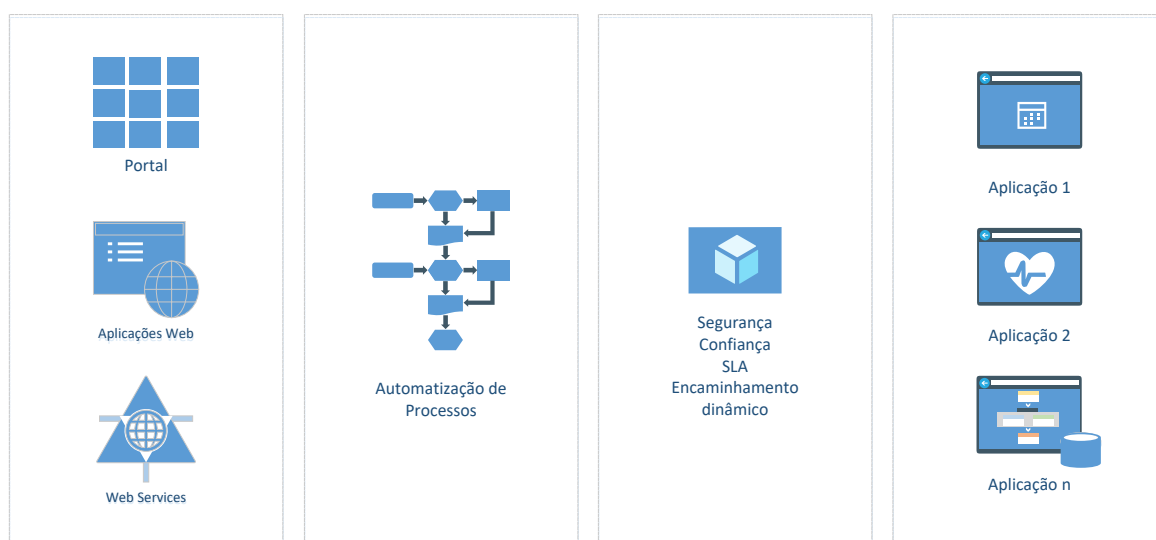 Portal
Aplicações Web
Web Services
Automatização de
Processos
Segurança
Confiança
SLA
Encaminhamento
dinâmico
Aplicação 1
Aplicação 2
Aplicação n